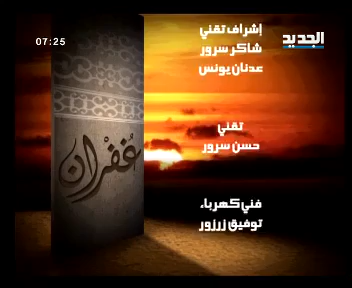 07:25
الجديد
إشراف تقني
شاكر سرور
عدنان يونس
غفران
تقني
حسن سرور
فني كهرباء
توفيق زرزور